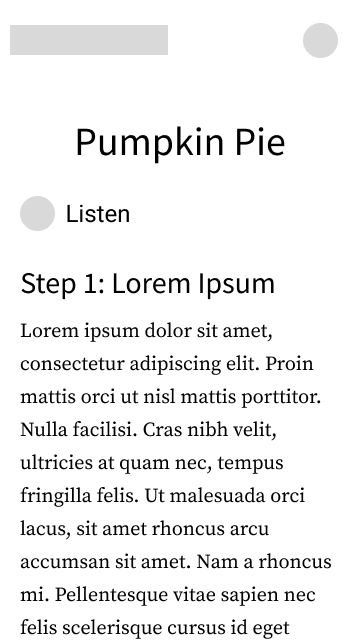 Pumpkin Pie
Listen
Step 1: Lorem Ipsum
Lorem ipsum dolor sit amet,
consectetur adipiscing elit. Proin
mattis orci ut nisl mattis porttitor.
Nulla facilisi. Cras nibh velit,
ultricies at quam nec, tempus
fringilla felis. Ut malesuada orci
lacus, sit amet rhoncus arcu
accumsan sit amet. Nam a rhoncus
mi. Pellentesque vitae sapien nec
felis scelerisque cursus id eget